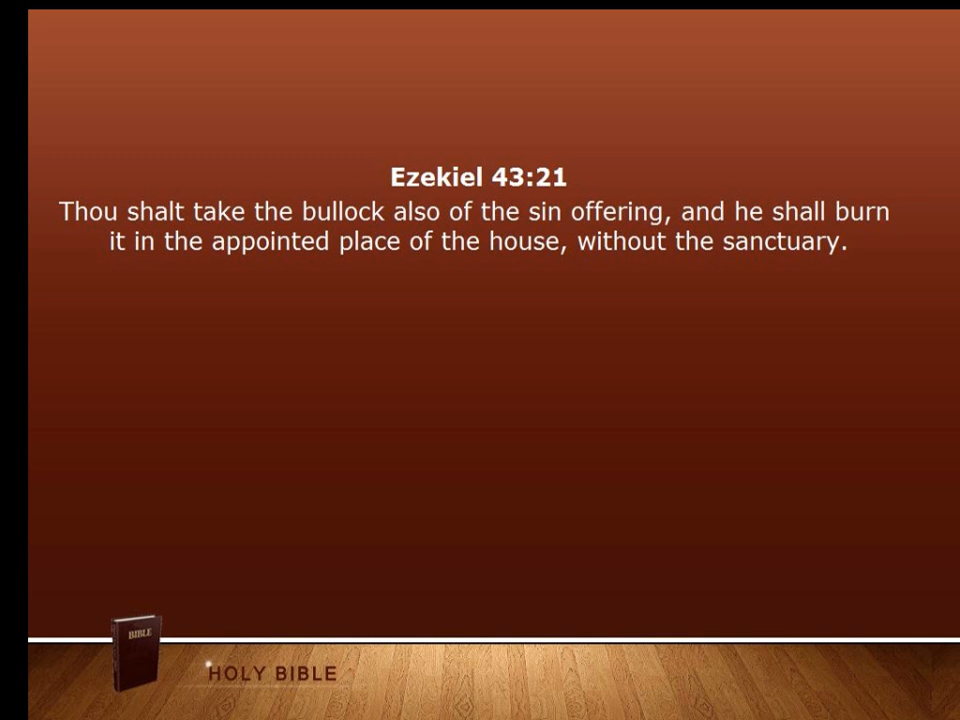 Ezekiel 43:21
Thou shalt take the bullock also of the sin offering, and he shall burn
it in the appointed place of the house, without the sanctuary.
BIBLE
HOLY BIBLE